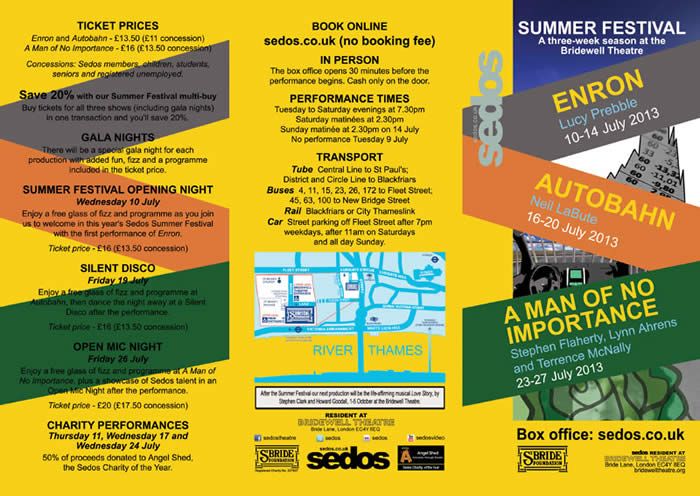 TICKET PRICES
Enron and Autobahn - £13.50 (£11 concession)
A Man of No Importance - £16 (£13.50 concession)
Concessions: Sedos members, children, students,
seniors and registered unemployed.
Save 20% with our Summer Festival multi-buy
Buy tickets for all three shows (including gala nights)
in one transaction and you'll save 20%.
GALA NIGHTS
There will be a special gala night for each
production with added fun, fizz and a programme
included in the ticket price.
SUMMER FESTIVAL OPENING NIGHT
Wednesday 10 July
Enjoy a free glass of fizz and programme as you join
us to welcome in this year's Sedos Summer Festival
with the first performance of Enron.
Ticket price - £16 (£13.50 concession)
SILENT DISCO
Friday 19 July
Enjoy a free glass of fizz and programme at
Autobahn, then dance the night away at a Silent
Disco after the performance.
Ticket price - £16 (£13.50 concession)
OPEN MIC NIGHT
Friday 26 July
Enjoy a free glass of fizz and programme at A Man of
No Importance, plus a showcase of Sedos talent in an
Open Mic Night after the performance.
Ticket price - £20 (£17.50 concession)
CHARITY PERFORMANCES
Thursday 11, Wednesday 17 and
Wednesday 24 July
50% of proceeds donated to Angel Shed,
the Sedos Charity of the Year.
BOOK ONLINE
sedos.co.uk (no booking fee)
IN PERSON
The box office opens 30 minutes before the
performance begins. Cash only on the door.
PERFORMANCE TIMES
Tuesday to Saturday evenings at 7.30pm
Saturday matinées at 2.30pm
Sunday matinée at 2.30pm on 14 July
No performance Tuesday 9 July
TRANSPORT
Tube Central Line to St Paul's;
District and Circle Line to Blackfriars
Buses 4, 11, 15, 23, 26, 172 to Fleet Street;
45, 63, 100 to New Bridge Street
Rail Blackfriars or City Thameslink
Car Street parking off Fleet Street after 7pm
weekdays, after 11am on Saturdays
and all day Sunday.
FLEET STREET
LUDGATE CIRCUS
LUDGATE HILL
VICTORIA EMBANKMENT
RIVER THAMES
After the Summer Festival our next production will be the life-affirming musical Love Story, by
Stephen Clark and Howard Goodall, 1-5 October at the Bridewell Theatre.
RESIDENT AT
BRIDEWELL THEATRE
Bride Lane, London EC4Y 8EQ
sedostheatre
sedos
sedos
sedosvideo
ST BRIDE
FOUNDATION
sedos.co.uk
sedos
Angel Shed
Sedos Charity of the Year
SUMMER FESTIVAL
A three-week season at the
Bridewell Theatre
sedos
ENRON
Lucy Prebble
10-14 July 2013
AUTOBAHN
Neil LaBute
16-20 July 2013
A MAN OF NO
IMPORTANCE
Stephen Flaherty, Lynn Ahrens
and Terrence McNally
23-27 July 2013
Box office: sedos.co.uk
ST BRIDE
FOUNDATION
sedos RESIDENT AT
BRIDEWELL THEATRE
Bride Lane, London EC4Y 8EQ
bridewelltheatre.org